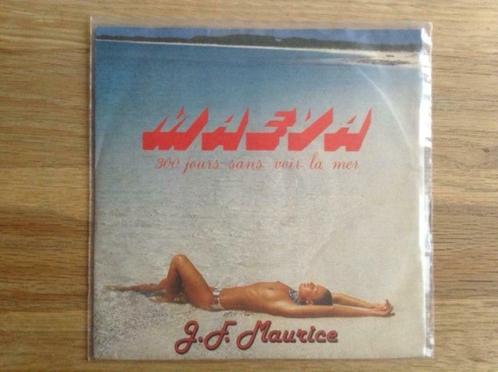 MAEVA
300 jours sans voir la mer
J.F. Maurice